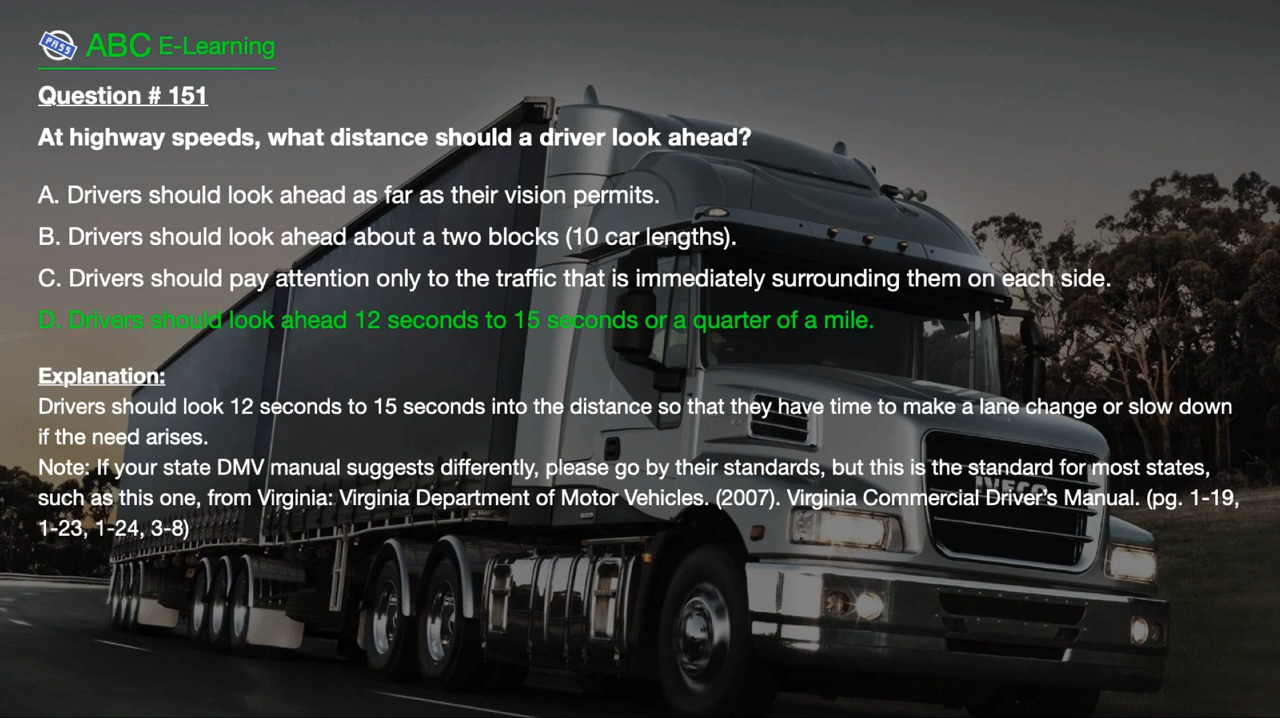 PASS ABC E-Learning
Question # 151
At highway speeds, what distance should a driver look ahead?
A. Drivers should look ahead as far as their vision permits.
B. Drivers should look ahead about a two blocks (10 car lengths).
C. Drivers should pay attention only to the traffic that is immediately surrounding them on each side.
D. Drivers should look ahead 12 seconds to 15 seconds or a quarter of a mile.
Explanation:
Drivers should look 12 seconds to 15 seconds into the distance so that they have time to make a lane change or slow down
if the need arises.
Note: If your state DMV manual suggests differently, please go by their standards, but this is the standard for most states,
such as this one, from Virginia: Virginia Department of Motor Vehicles. (2007). Virginia Commercial Driver’s Manual. (pg. 1-19,
1-23, 1-24, 3-8)
IVECO